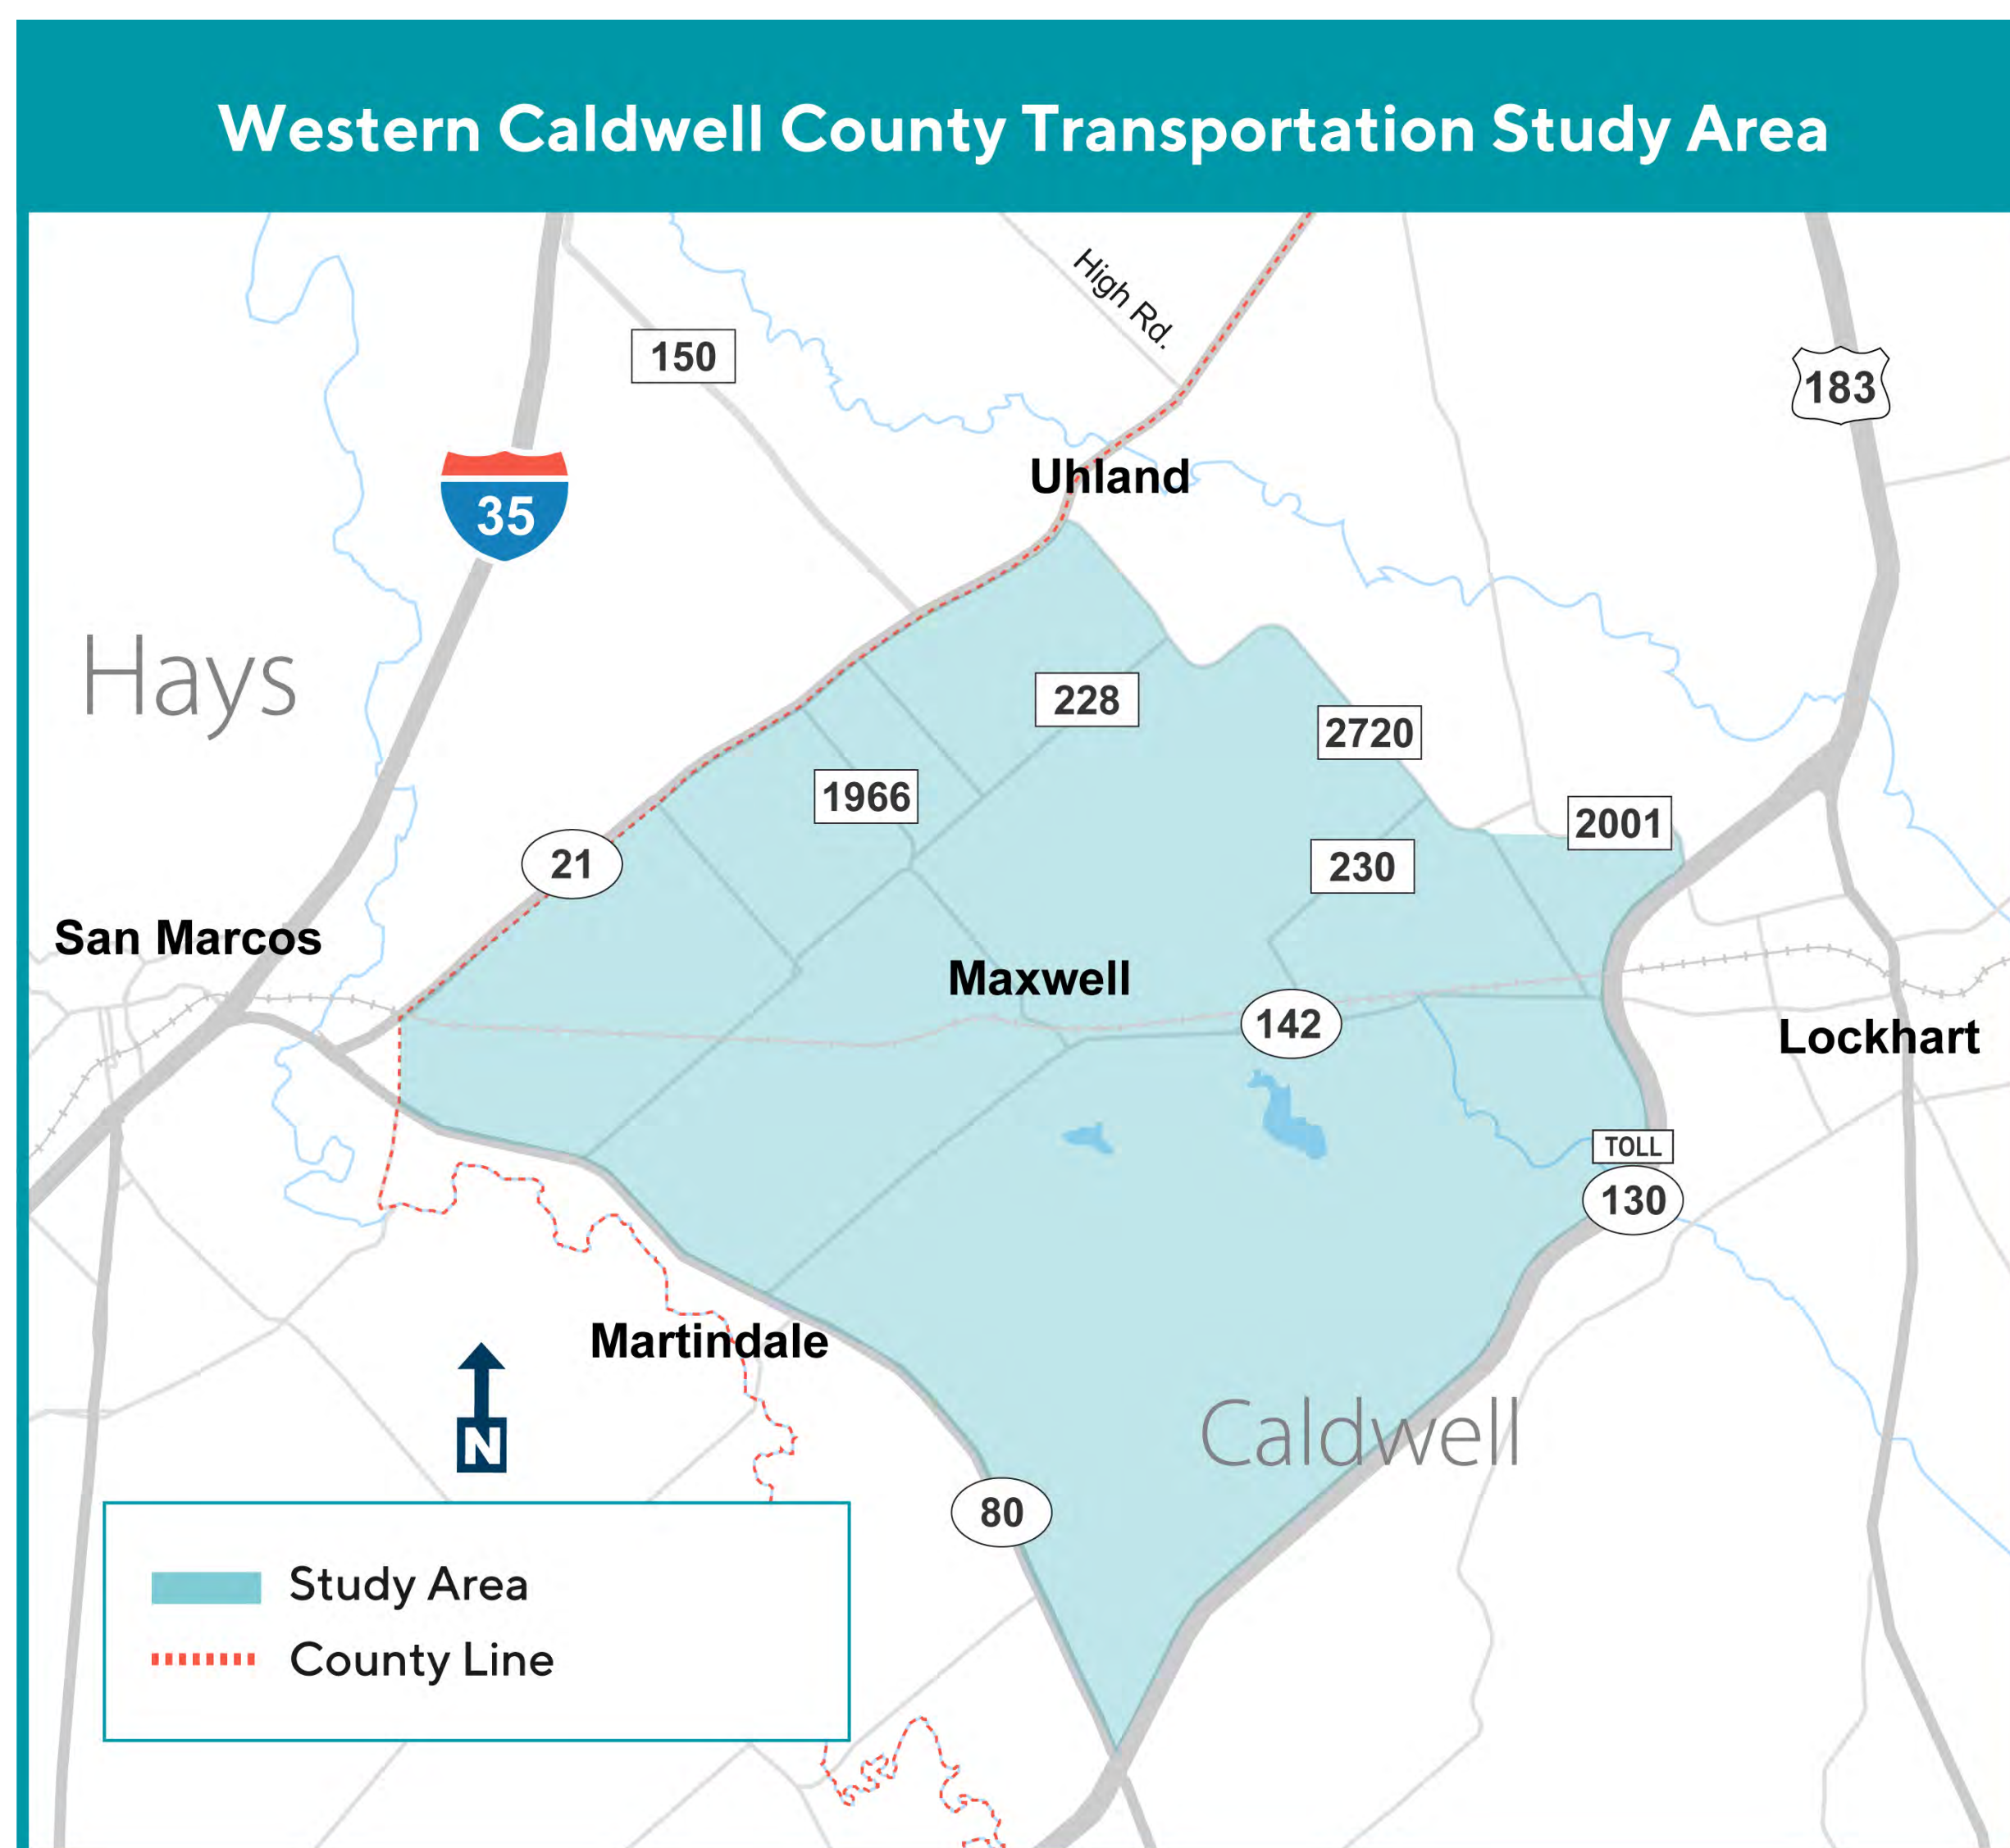 Western Caldwell County Transportation Study Area
High Rd.
150
183
Uhland
35
Hays
228
2720
1966
2001
21
230
San Marcos
Maxwell
142
Lockhart
TOLL
130
Martindale
Caldwell
N
80
Study Area
County Line